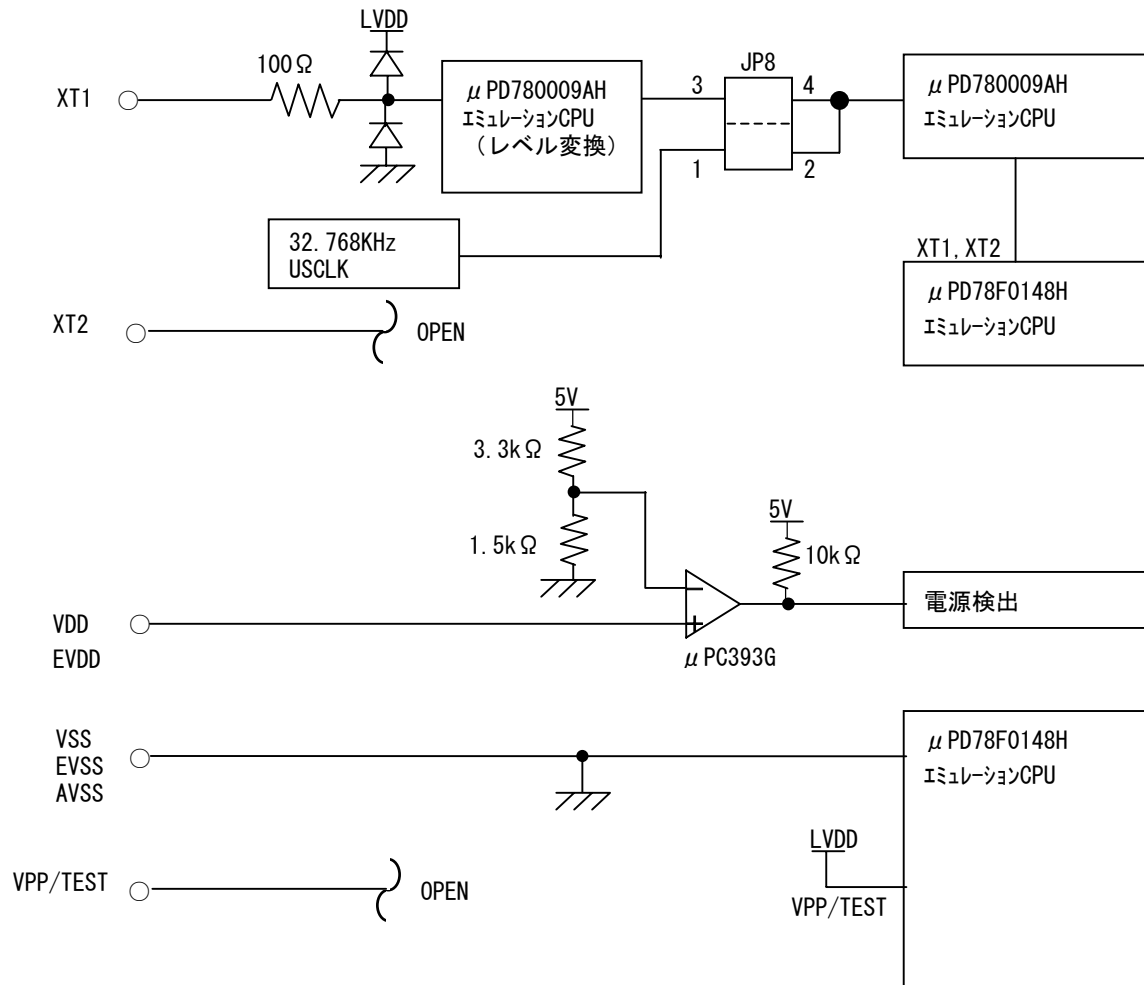 LVDD
100Ω
XT1
μPD780009AH
ｴﾐｭﾚｰｼｮﾝCPU
（レベル変換）
JP8
3
4
1
2
μPD780009AH
ｴﾐｭﾚｰｼｮﾝCPU
32.768KHz
USCLK
XT1,XT2
μPD78F0148H
ｴﾐｭﾚｰｼｮﾝCPU
XT2
OPEN
5V
3.3kΩ
1.5kΩ
5V
10kΩ
電源検出
VDD
EVDD
μPC393G
VSS
EVSS
AVSS
μPD78F0148H
ｴﾐｭﾚｰｼｮﾝCPU
LVDD
VPP/TEST
VPP/TEST
OPEN